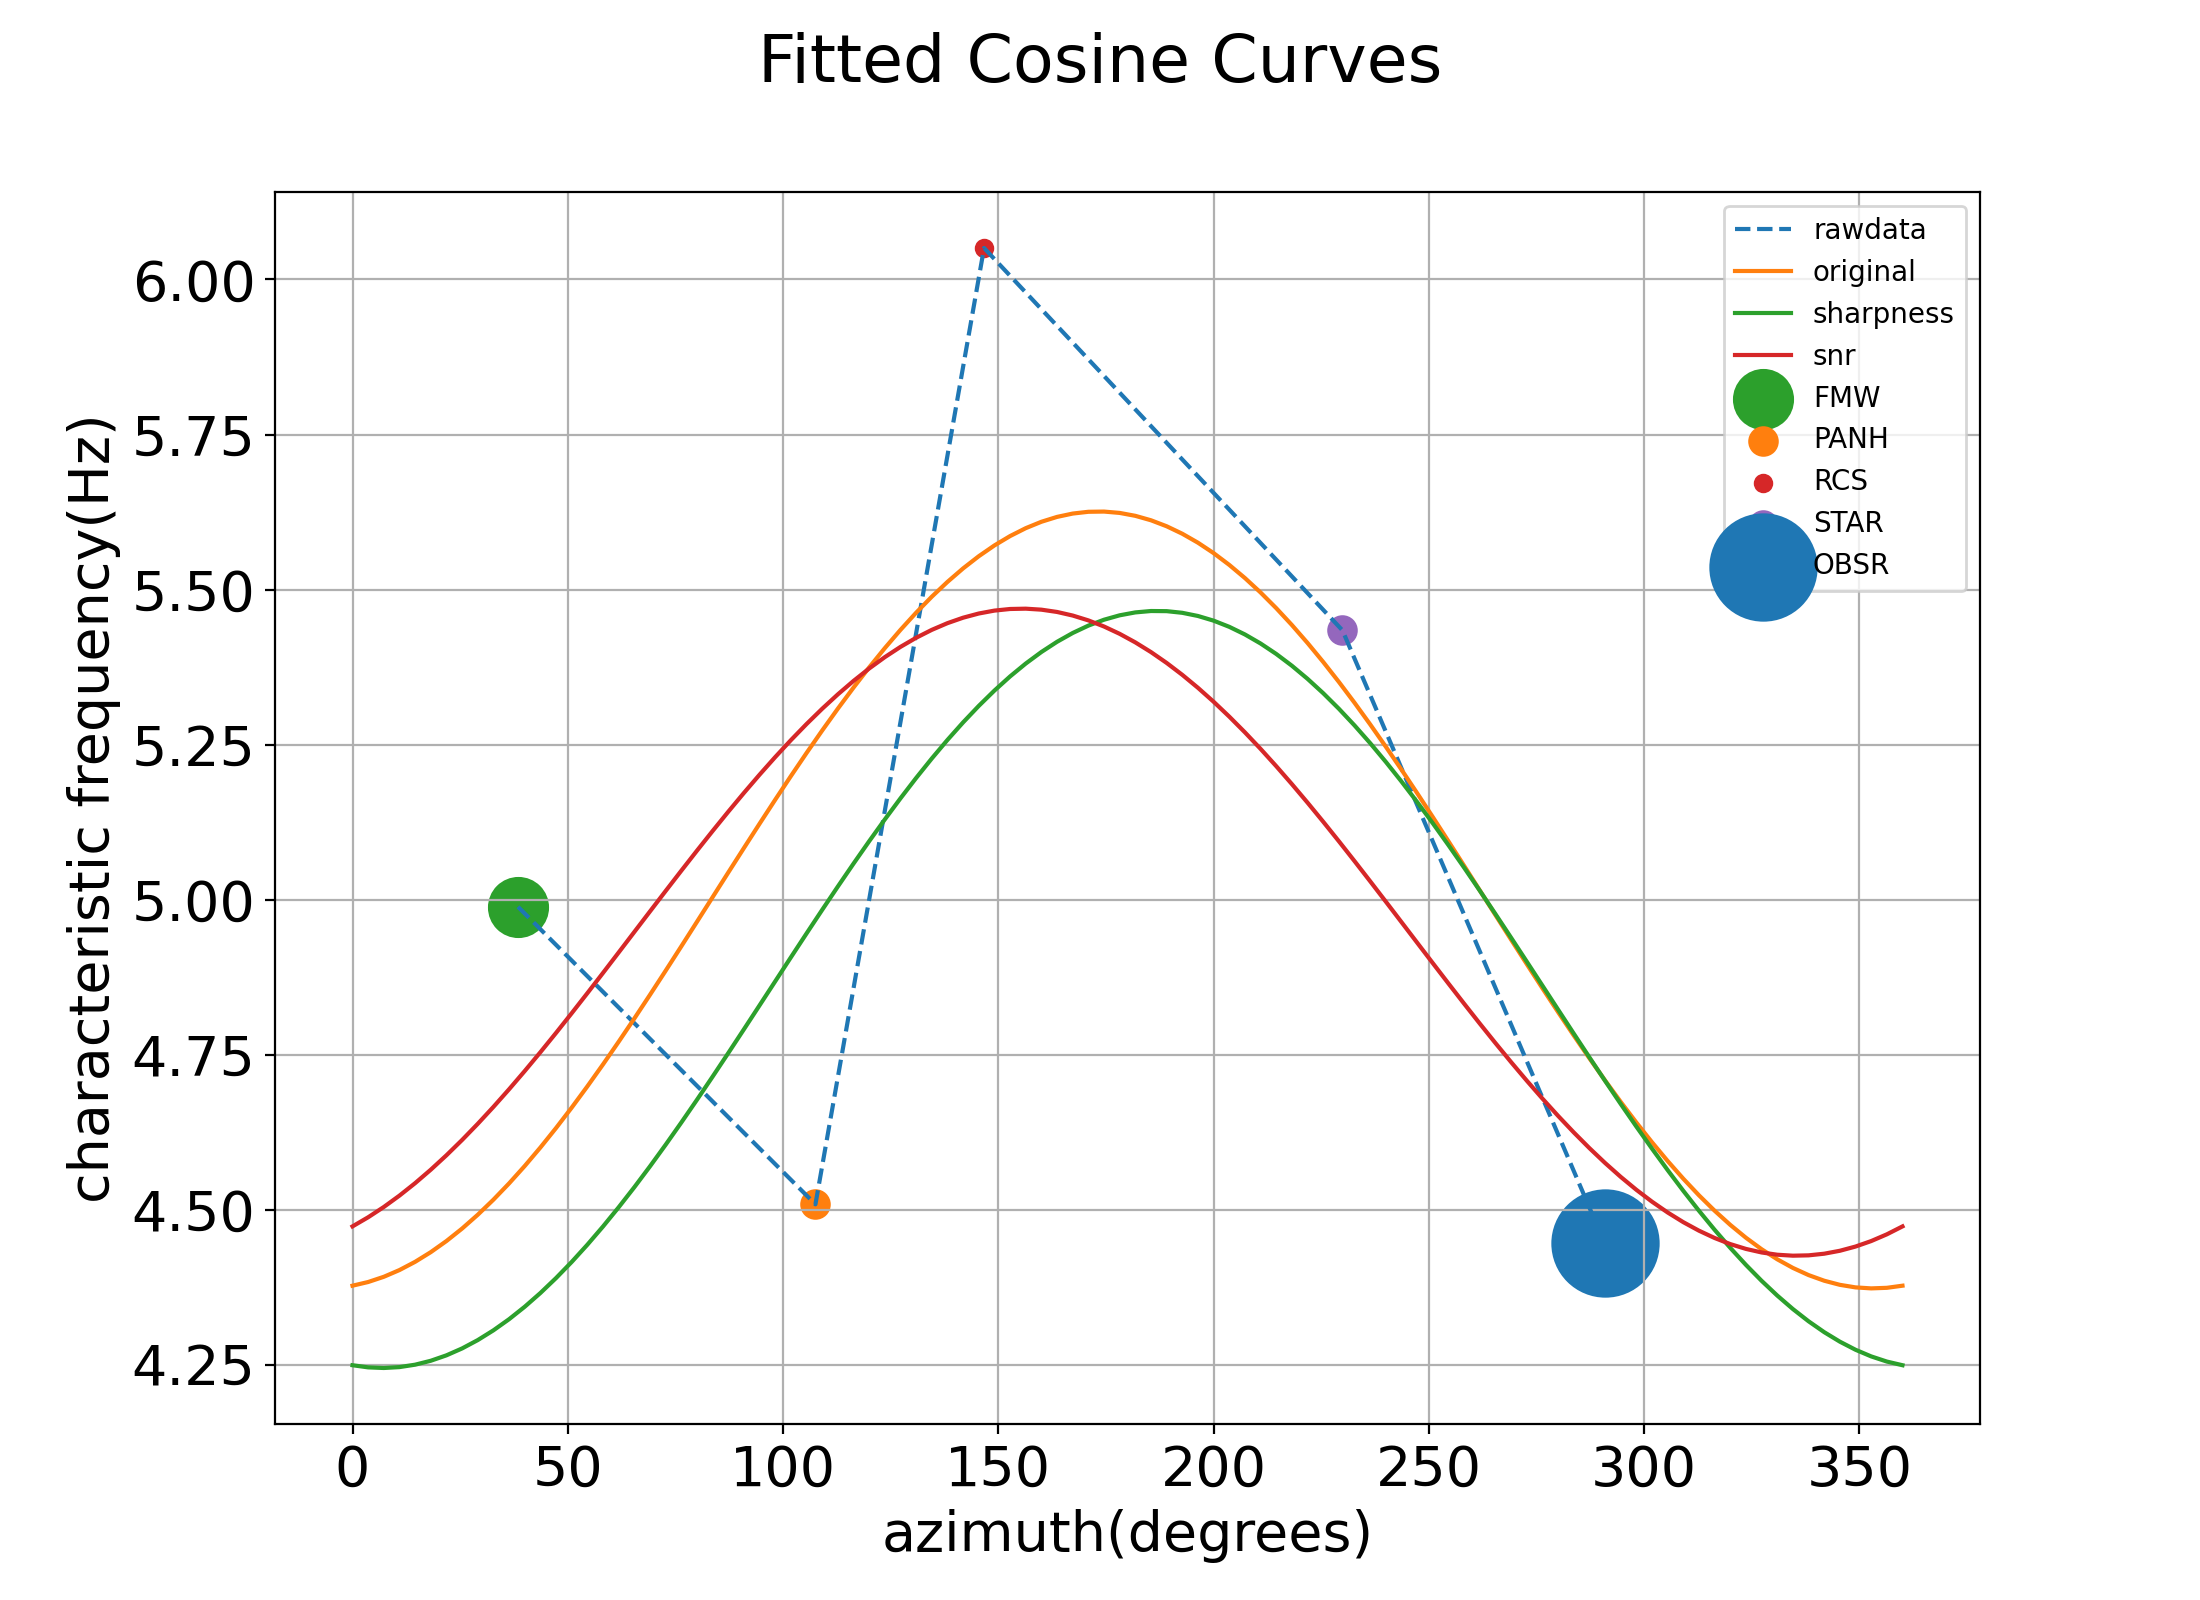 Fitted Cosine Curves
rawdata
original
sharpness
snr
FMW
PANH
RCS
STAR
OBSR
characteristic frequency(Hz)
6.00
5.75
5.50
5.25
5.00
4.75
4.50
4.25
0 50 100 150 200 250 300 350
azimuth(degrees)